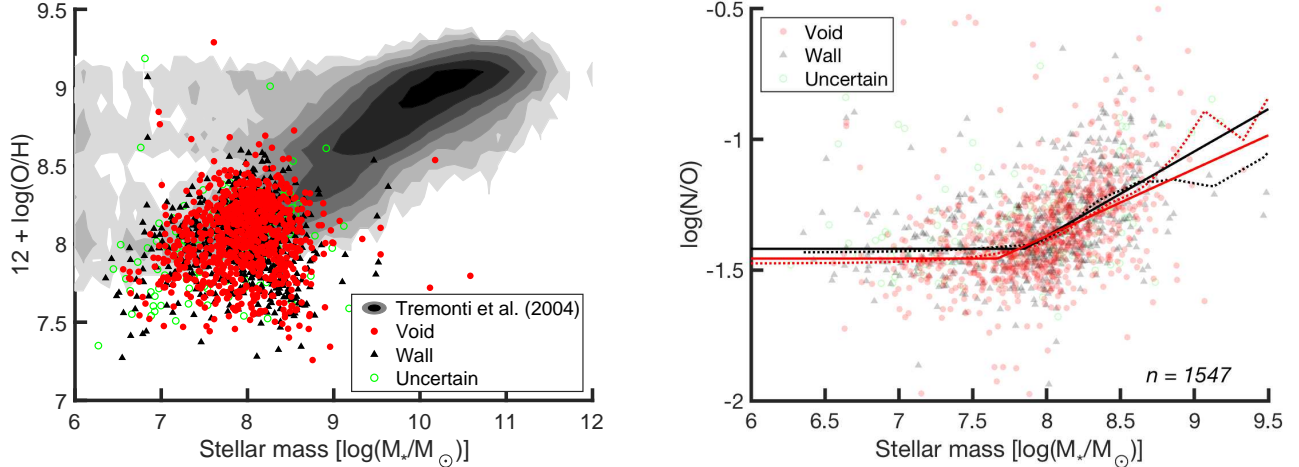 9.5
9
8.5
8
7.5
7
12 + log(O/H)
6 7 8 9 10 11 12
Stellar mass [log(M*/M⊙)]
Tremonti et al. (2004)
Void
Wall
Uncertain
-0.5
-1
-1.5
-2
log(N/O)
6 6.5 7 7.5 8 8.5 9 9.5
Stellar mass [log(M*/M⊙)]
Void
Wall
Uncertain
n = 1547